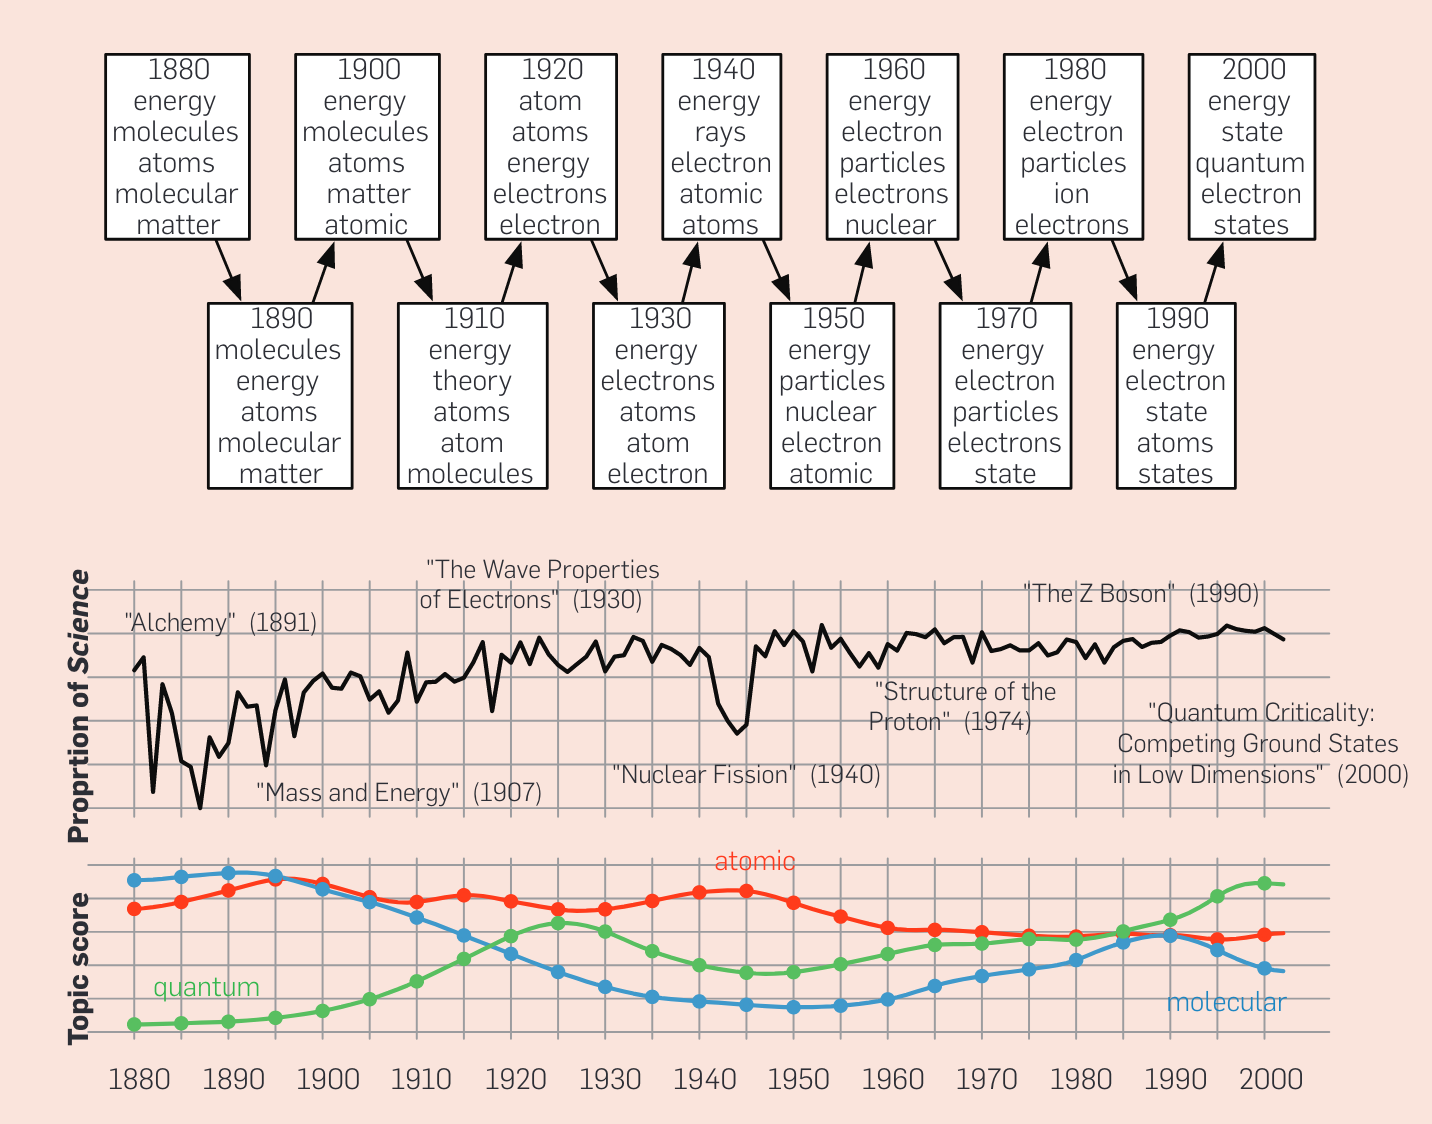 1880
energy
molecules
atoms
molecular
matter
1900
energy
molecules
atoms
matter
atomic
1920
atom
atoms
energy
electrons
electron
1940
energy
rays
electron
atomic
atoms
1960
energy
electron
particles
electrons
nuclear
1980
energy
electron
particles
ion
electrons
2000
energy
state
quantum
electron
states
1890
molecules
energy
atoms
molecular
matter
1910
energy
theory
atoms
atom
molecules
1930
energy
electrons
atoms
atom
electron
1950
energy
particles
nuclear
electron
atomic
1970
energy
electron
particles
electrons
state
1990
energy
electron
state
atoms
states
Proprtion of Science
"Alchemy" (1891)
"The Wave Properties
of Electrons" (1930)
"The Z Boson" (1990)
"Mass and Energy" (1907)
"Nuclear Fission" (1940)
"Structure of the
Proton" (1974)
"Quantum Criticality:
Competing Ground States
in Low Dimensions" (2000)
Topic score
atomic
quantum
molecular
1880 1890 1900 1910 1920 1930 1940 1950 1960 1970 1980 1990 2000